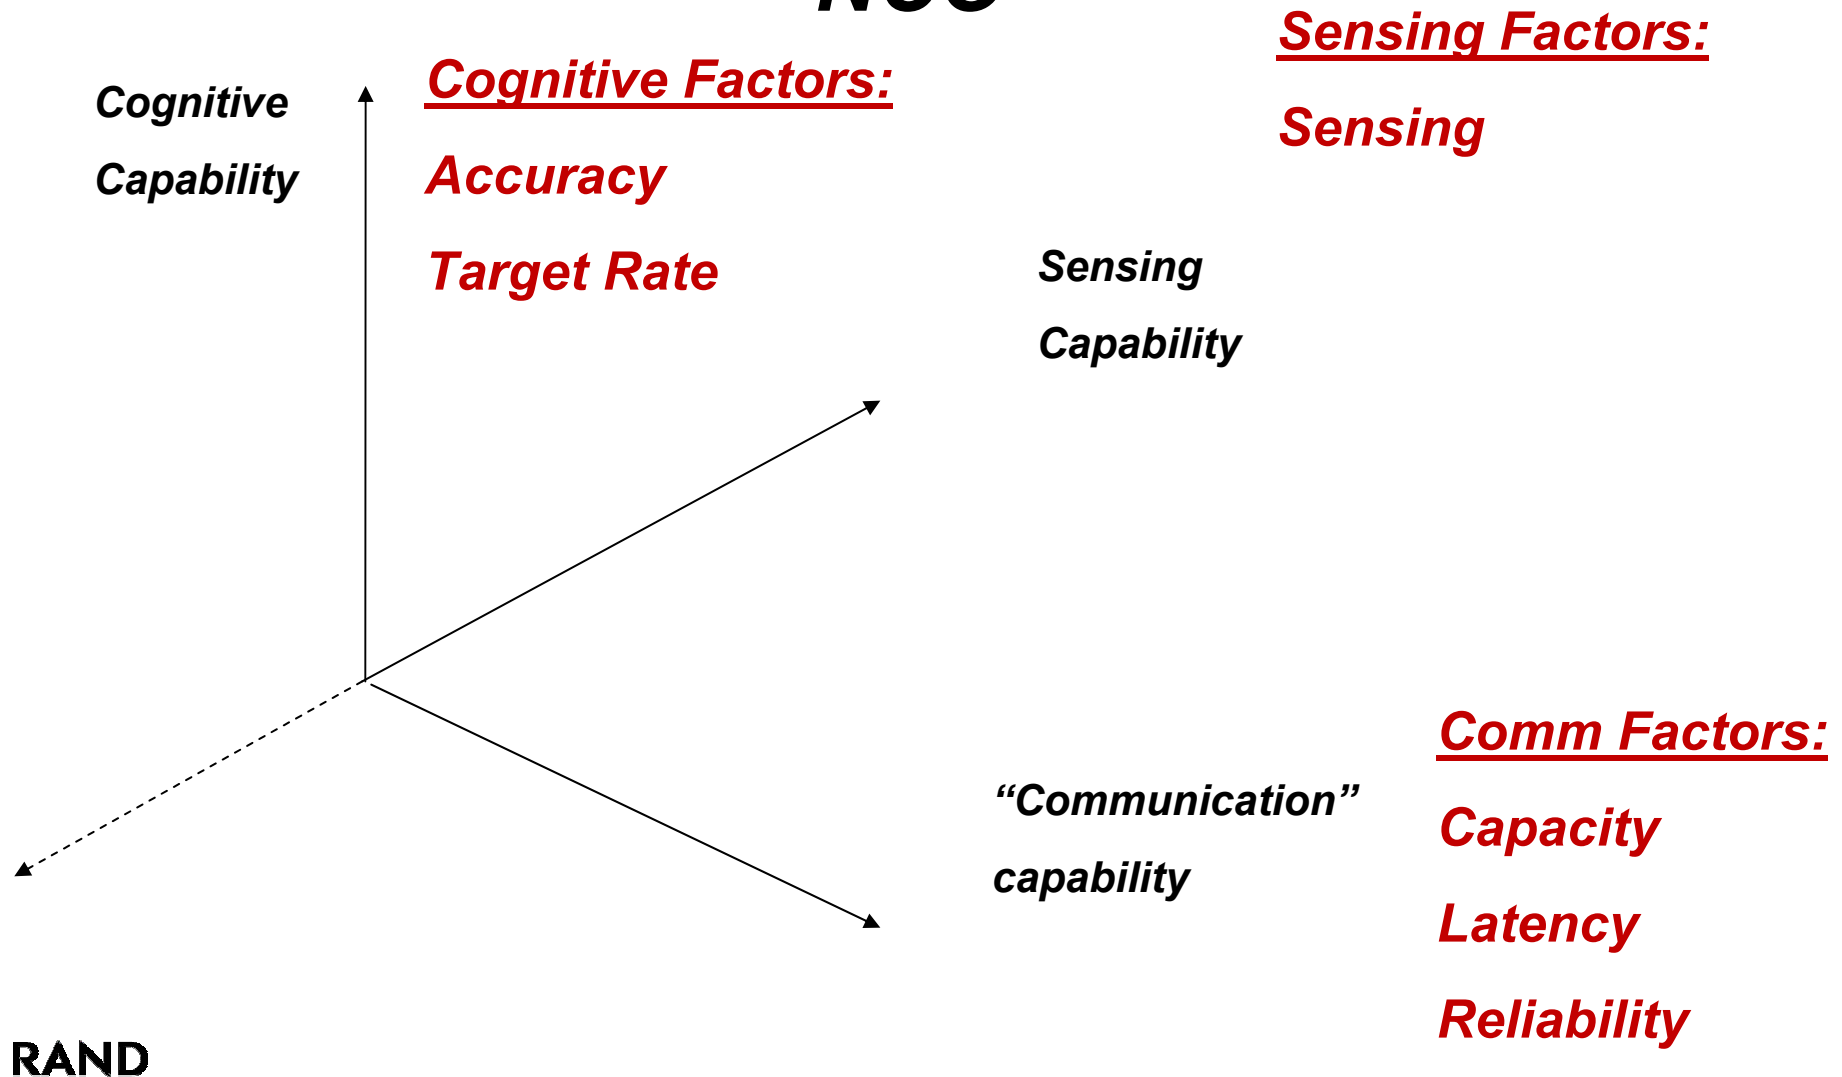 Cognitive
Capability
Cognitive Factors:
Accuracy
Target Rate
Sensing Factors:
Sensing
Sensing
Capability
“Communication”
capability
Comm Factors:
Capacity
Latency
Reliability
RAND